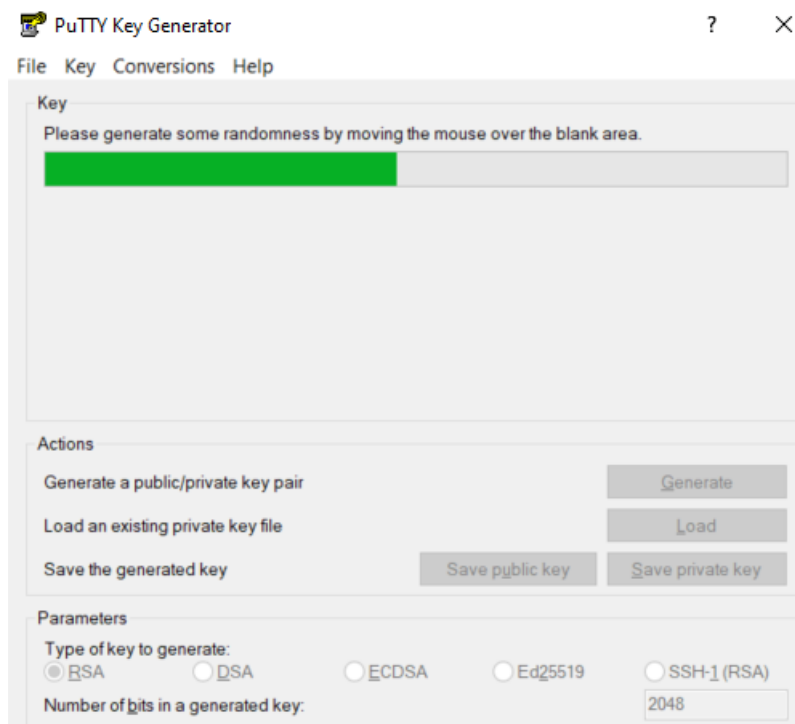 PuTTY Key Generator
?
File Key Conversions Help
Key
Please generate some randomness by moving the mouse over the blank area.
Actions
Generate a public/private key pair
Generate
Load an existing private key file
Load
Save the generated key
Save public key
Save private key
Parameters
Type of key to generate:
RSA DSA ECDSA Ed25519 SSH-1 (RSA)
Number of bits in a generated key:
2048